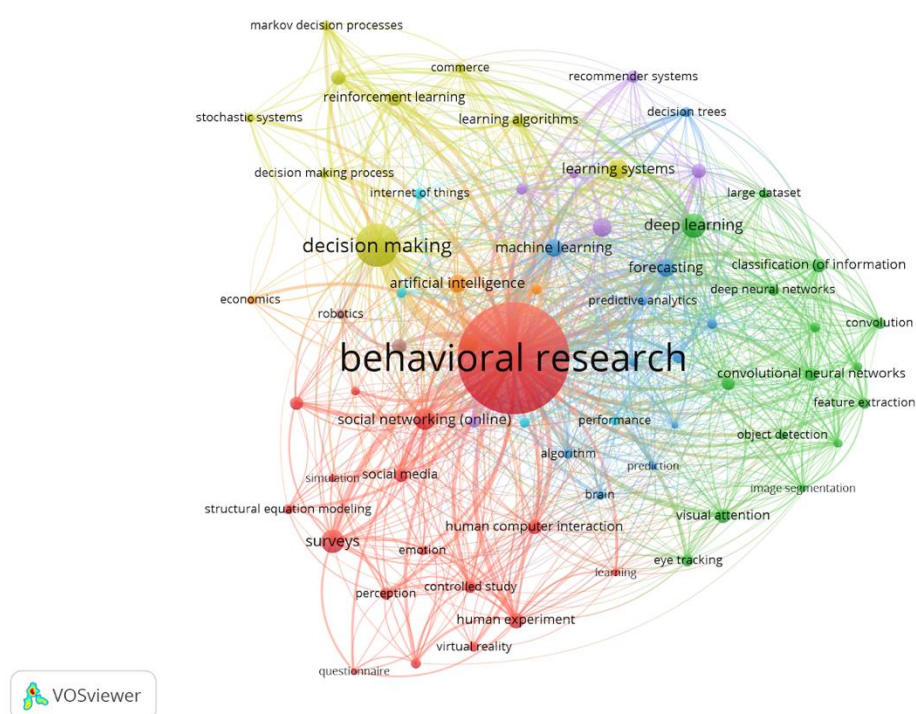 markov decision processes
commerce
recommender systems
reinforcement learning
decision trees
stochastic systems
learning algorithms
decision making process
learning systems
internet of things
large dataset
deep learning
decision making
machine learning
classification (of information
forecasting
artificial intelligence
deep neural networks
economics
predictive analytics
robotics
convolution
behavioral research
convolutional neural networks
feature extraction
social networking (online)
performance
object detection
algorithm
prediction
simulation
social media
image segmentation
brain
structural equation modeling
visual attention
human computer interaction
surveys
emotion
eye tracking
learning
controlled study
perception
human experiment
virtual reality
questionnaire
VOSviewer